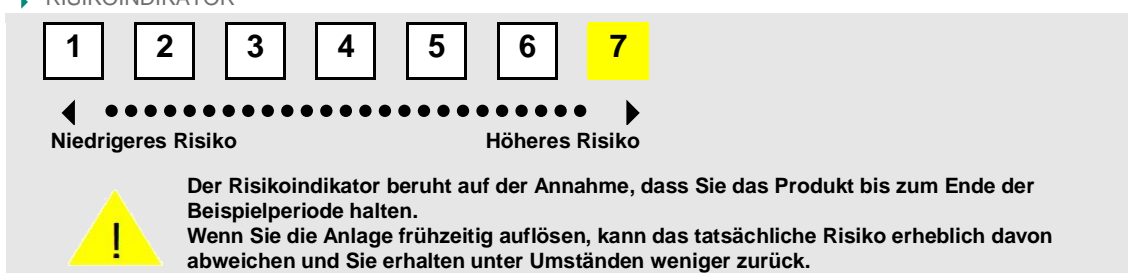 RISIKOINDIKATOR
1 2 3 4 5 6 7
Niedrigeres Risiko Höheres Risiko
Der Risikoindikator beruht auf der Annahme, dass Sie das Produkt bis zum Ende der
Beispielperiode halten.
Wenn Sie die Anlage frühzeitig auflösen, kann das tatsächliche Risiko erheblich davon
abweichen und Sie erhalten unter Umständen weniger zurück.
!